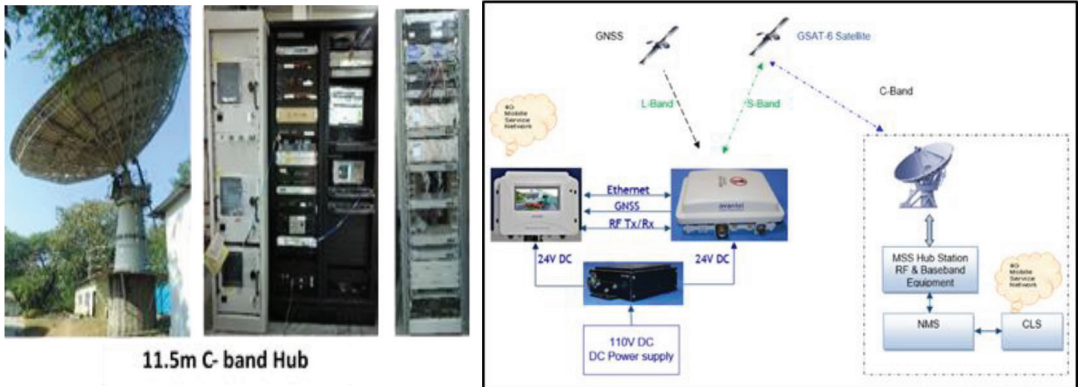 11.5m C- band Hub
GNSS
GSAT-6 Satellite
L-Band
S-Band
C-Band
4G
Mobile
Service
Network
Ethernet
GNSS
RF Tx/Rx
avantel
24V DC
24V DC
110V DC
DC Power supply
MSS Hub Station
RF & Baseband
Equipment
4G
Mobile
Service
Network
NMS
CLS